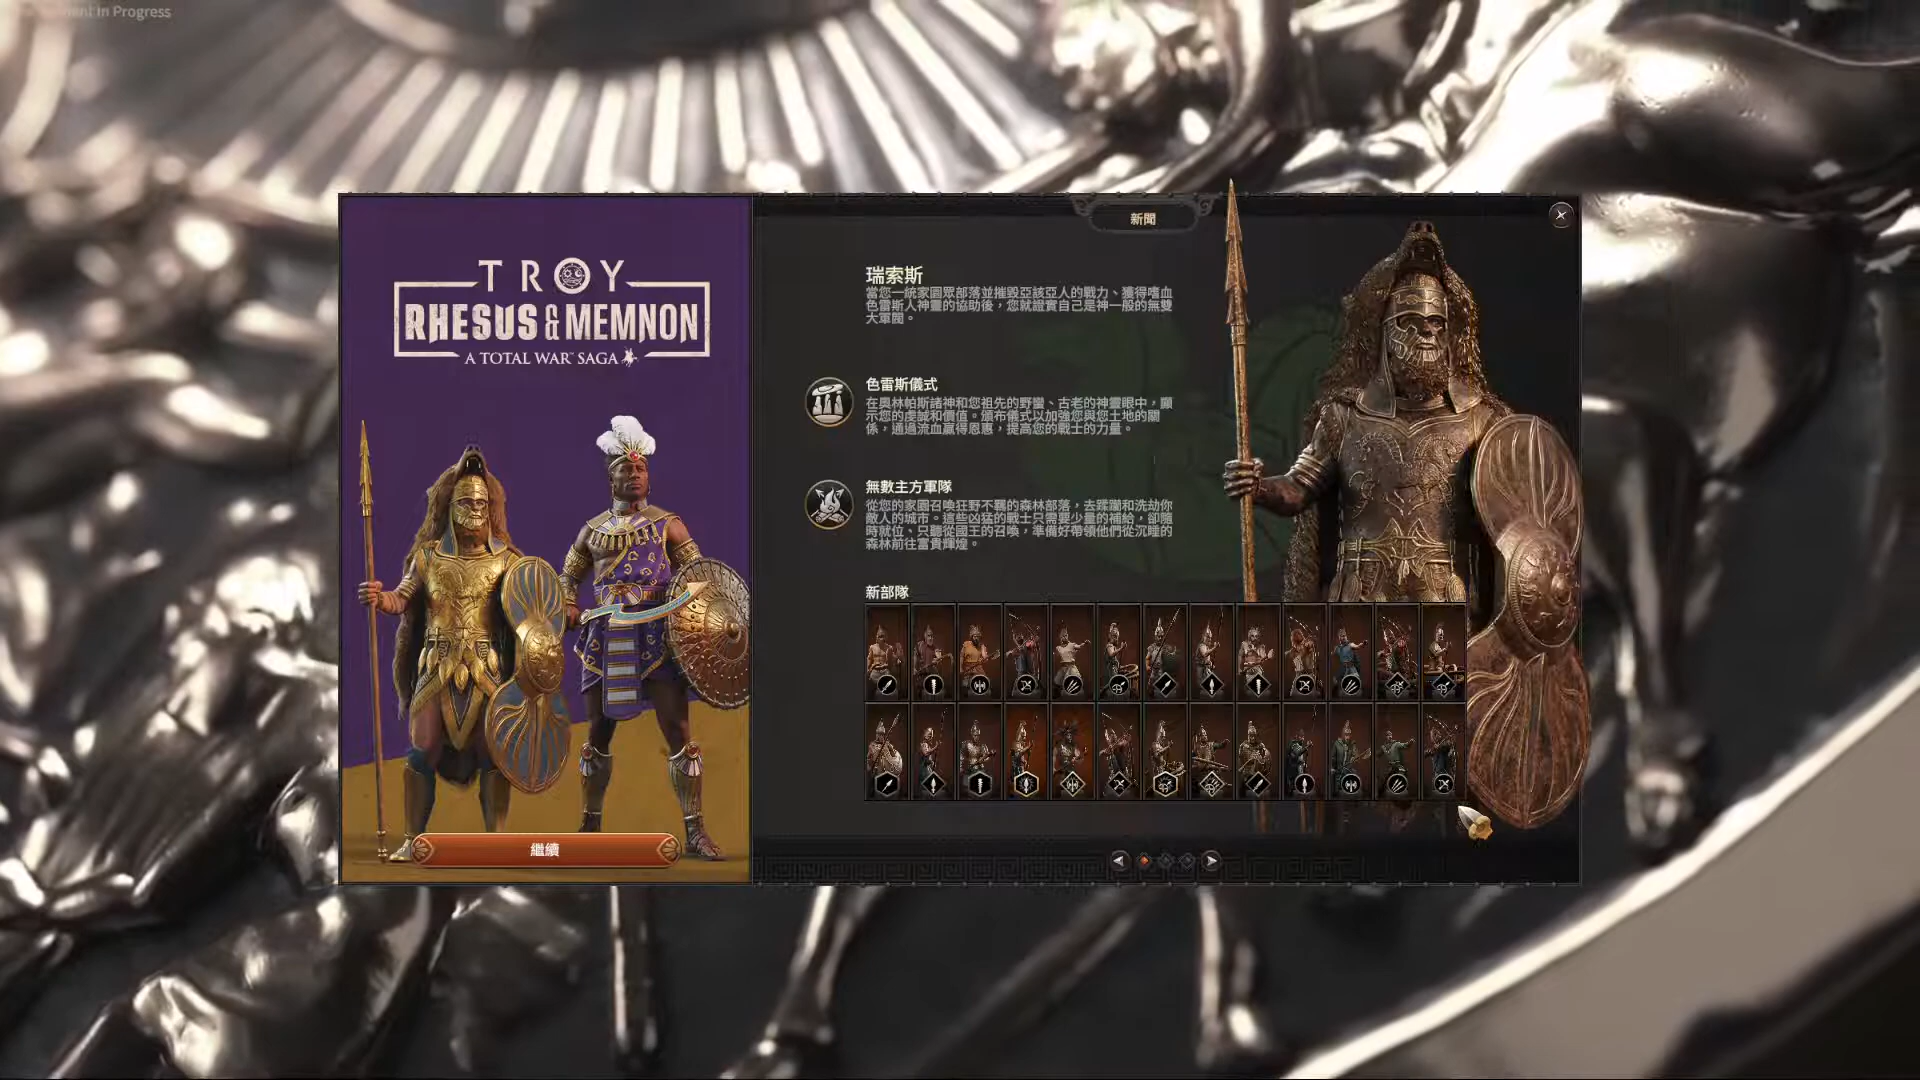 in Progress
TROY
RHESUS & MEMNON
A TOTAL WAR™ SAGA
繼續
新聞
瑞索斯
當您一統家園眾部落並摧毀亞該亞人的戰力、獲得嗜血
色雷斯人神靈的協助後，您就證實自己是神一般的無雙
大軍閥。
色雷斯儀式
在奧林帕斯諸神和您祖先的野蠻、古老的神靈眼中，顯
示您的虔誠和價值。頒布儀式以加強您與您土地的關
係，通過流血贏得恩惠，提高您的戰士的力量。
無數主方軍隊
從您的家園召喚狂野不羈的森林部落，去蹂躪和洗劫你
敵人的城市。這些凶猛的戰士只需要少量的補給，卻隨
時就位、只聽從國王的召喚，準備好帶領他們從沉睡的
森林前往富貴輝煌。
新部隊